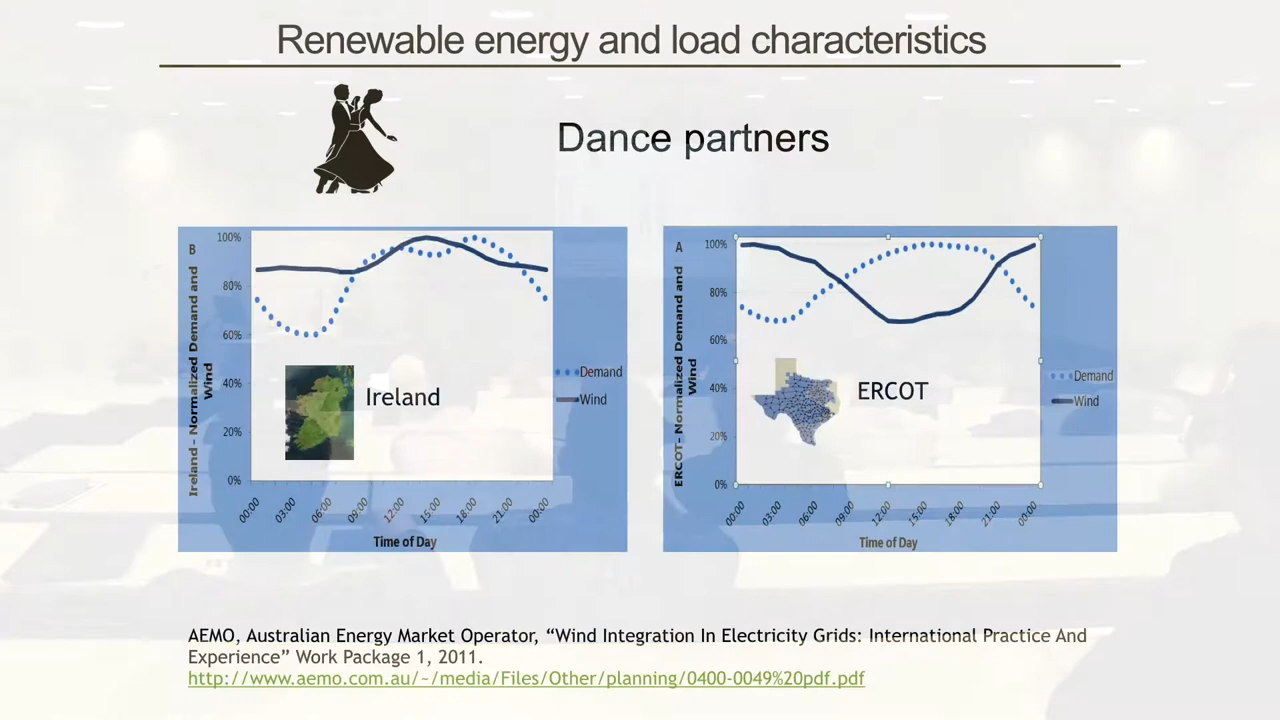 Renewable energy and load characteristics
Dance partners
B
Ireland – Normalized Demand and
Wind
100%
80%
60%
40%
20%
0%
Ireland
00:00 03:00 06:00 09:00 12:00 15:00 18:00 21:00 00:00
Time of Day
Demand
Wind
A
ERCOT– Normalized Demand and
Wind
100%
80%
60%
40%
20%
0%
ERCOT
00:00 03:00 06:00 09:00 12:00 15:00 18:00 21:00 00:00
Time of Day
Demand
Wind
AEMO, Australian Energy Market Operator, “Wind Integration In Electricity Grids: International Practice And
Experience” Work Package 1, 2011.
http://www.aemo.com.au/~/media/Files/Other/planning/0400-0049%20pdf.pdf